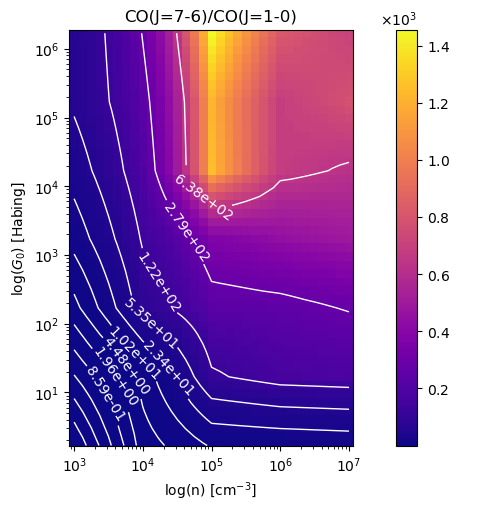 CO(J=7-6)/CO(J=1-0)
×10³
10⁶
10⁵
10⁴
10³
10²
10¹
log(G₀) [Habing]
6.38e+02
2.79e+02
1.22e+02
5.35e+01
2.34e+01
1.02e+01
4.48e+00
1.96e+00
8.59e-01
1.4
1.2
1.0
0.8
0.6
0.4
0.2
10³
10⁴
10⁵
10⁶
10⁷
log(n) [cm⁻³]